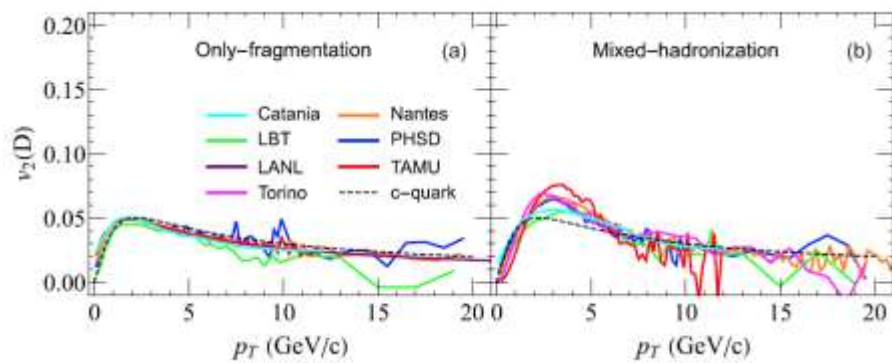 0.20
Only−fragmentation (a)
Mixed−hadronization (b)
0.15
Catania Nantes
LBT PHSD
LANL TAMU
Torino c−quark
0.10
v2(D)
0.05
0.00
0 5 10 15 20
0 5 10 15 20
pT (GeV/c)
pT (GeV/c)